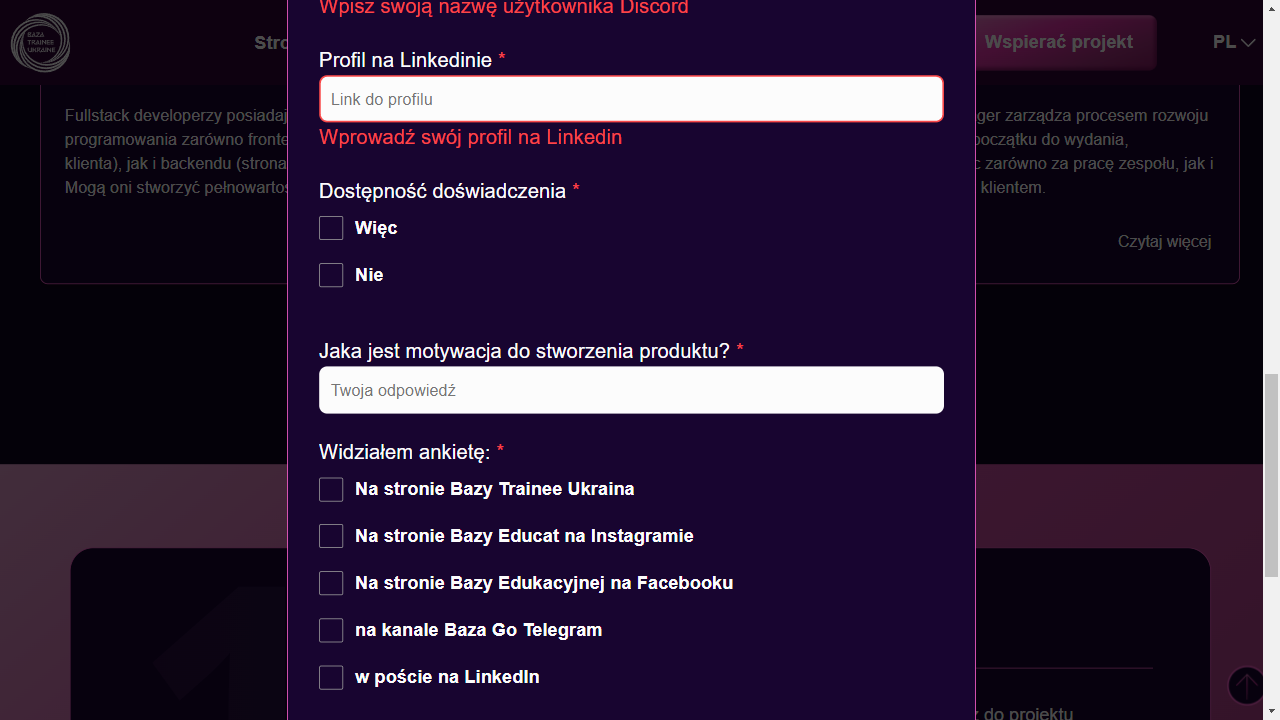 Wpisz swoją nazwę użytkownika Discord
BAZA
TRAINEE
UKRAINE
Stro
Wspierać projekt
PL
Profil na Linkedinie *
Link do profilu
Wprowadź swój profil na Linkedin
Fullstack developerzy posiadaj
programowania zarówno fronte
klienta), jak i backendu (strona
Mogą oni stworzyć pełnowartoś
ger zarządza procesem rozwoju
początku do wydania,
c zarówno za pracę zespołu, jak i
klientem.
Czytaj więcej
Dostępność doświadczenia *
Więc
Nie
Jaka jest motywacja do stworzenia produktu? *
Twoja odpowiedź
Widziałem ankietę: *
Na stronie Bazy Trainee Ukraina
Na stronie Bazy Educat na Instagramie
Na stronie Bazy Edukacyjnej na Facebooku
na kanale Baza Go Telegram
w poście na LinkedIn
1
z do projektu